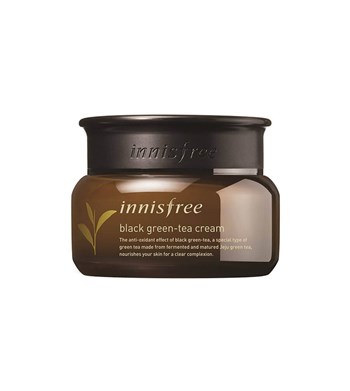 innisfree
innisfree
black green-tea cream
The anti-oxidant effect of black green-tea, a special type of
green tea made from fermented and matured Jeju green tea,
nourishes your skin for a clear complexion.